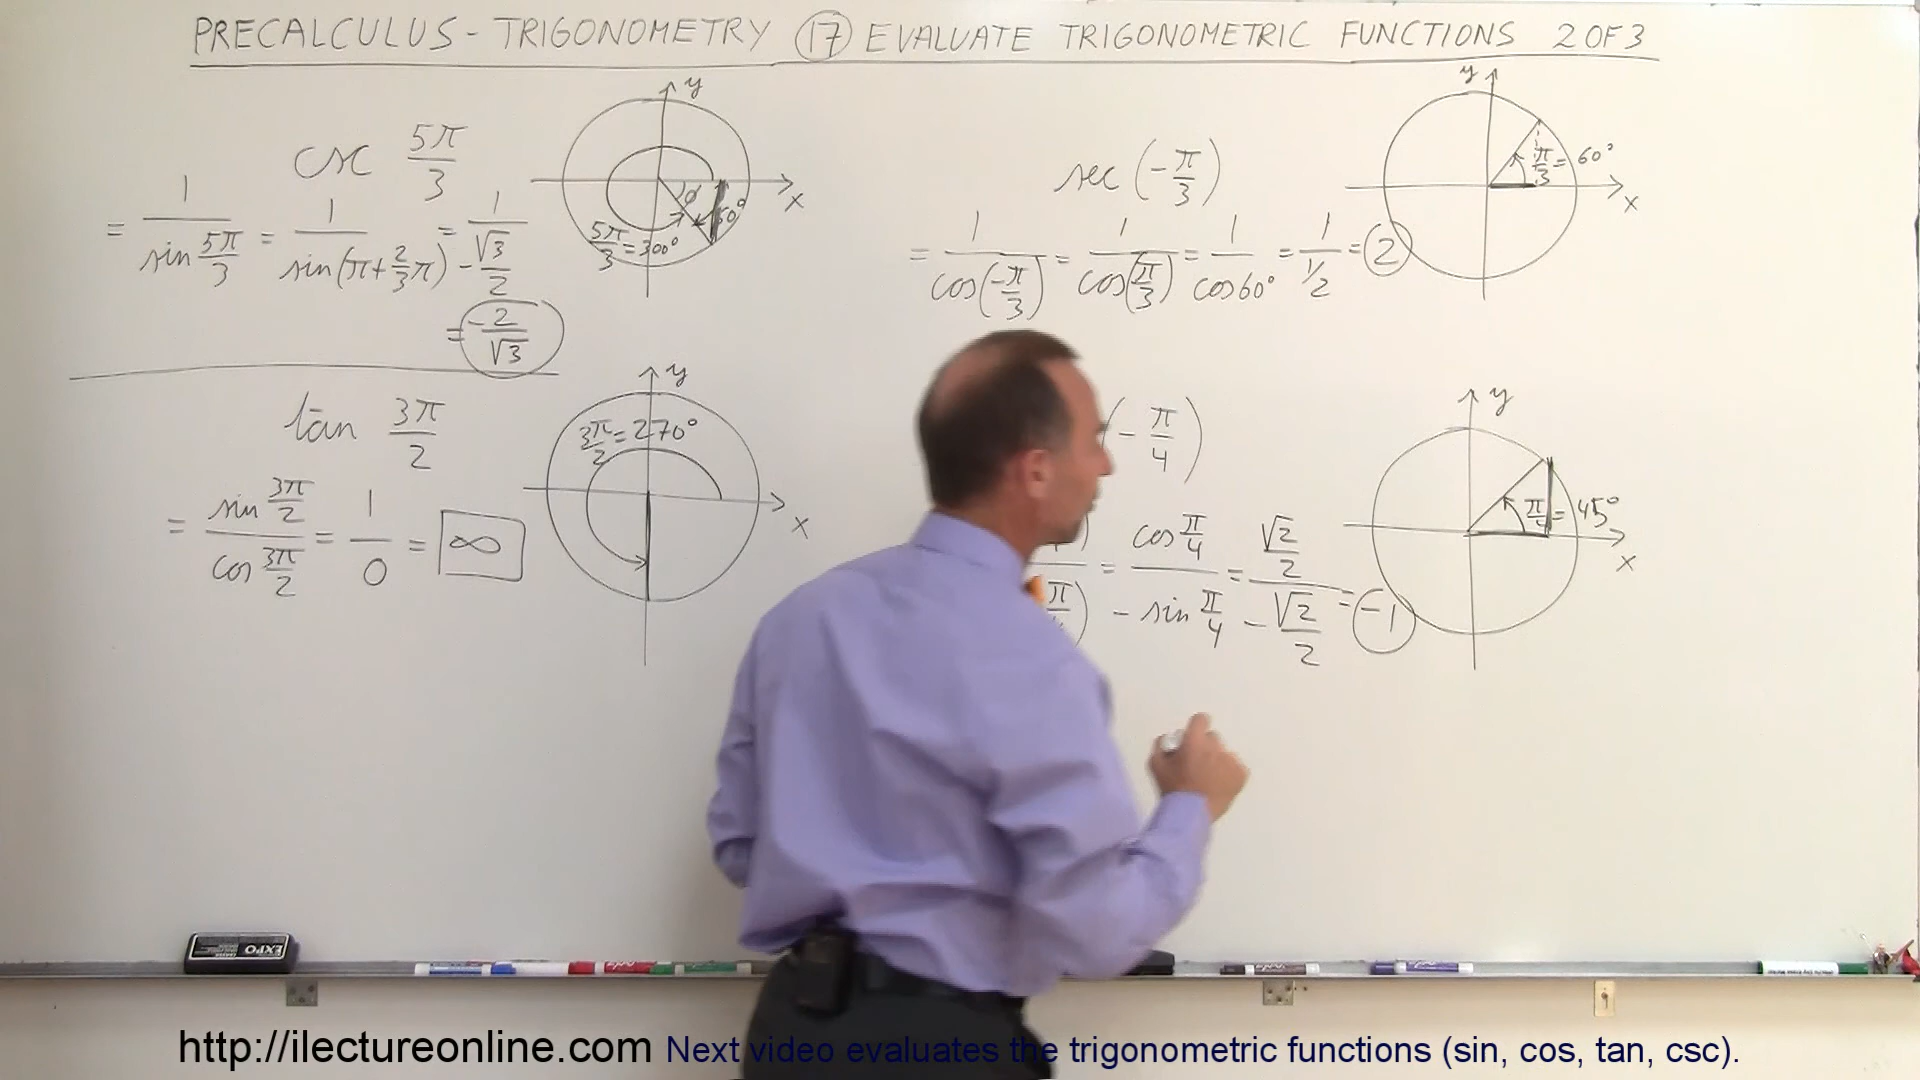 PRECALCULUS - TRIGONOMETRY (17) EVALUATE TRIGONOMETRIC FUNCTIONS 2 OF 3
csc 5π/3
= 1/(sin 5π/3) = 1/(sin(π + 2/3 π)) = 1/(-√3/2)
= -2/√3
y
x
φ
60°
5π/3 = 300°
sec (-π/3)
= 1/(cos(-π/3)) = 1/(cos(π/3)) = 1/(cos 60°) = 1/(1/2) = 2
y
x
π/3 = 60°
tan 3π/2
= (sin 3π/2)/(cos 3π/2) = 1/0 = ∞
y
x
3π/2 = 270°
(-π/4)
= (cos π/4)/(-sin π/4) = (√2/2)/(-√2/2) = -1
y
x
π/4 = 45°
EXPO
http://ilectureonline.com Next video evaluates the trigonometric functions (sin, cos, tan, csc).